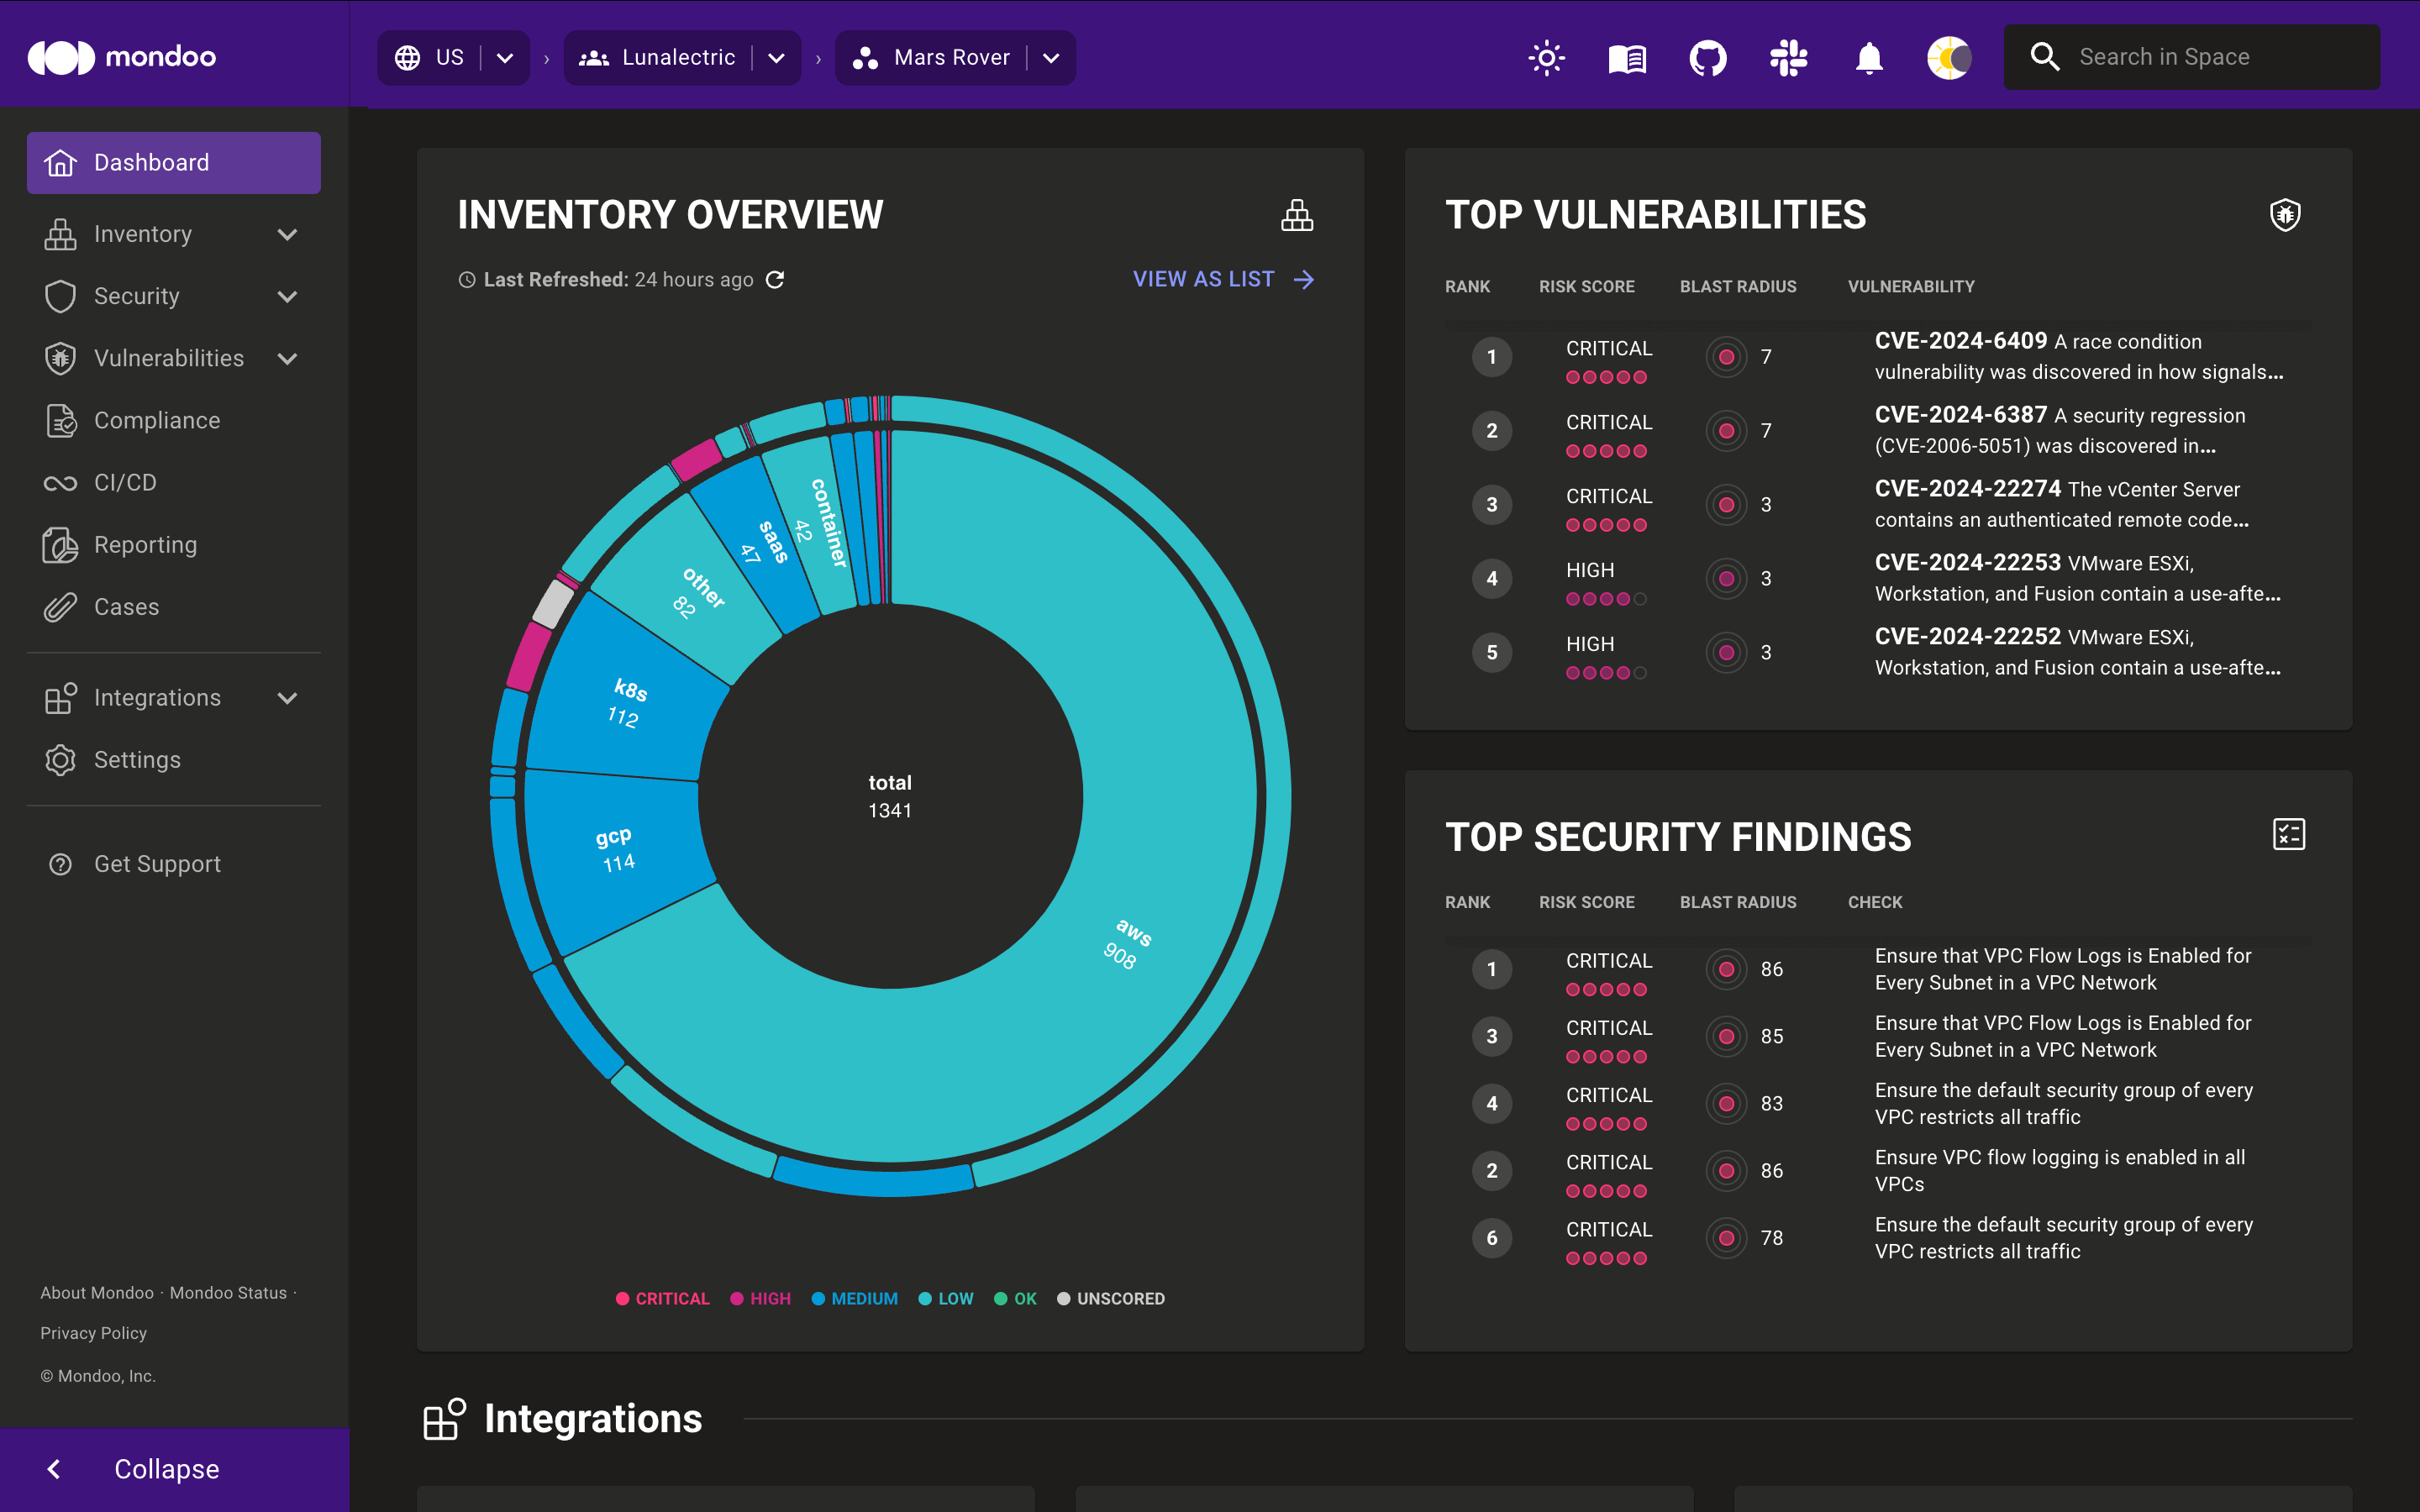 mondoo
US
Lunalectric
Mars Rover
Search in Space
Dashboard
Inventory
Security
Vulnerabilities
Compliance
CI/CD
Reporting
Cases
Integrations
Settings
Get Support
About Mondoo · Mondoo Status ·
Privacy Policy
© Mondoo, Inc.
Collapse
INVENTORY OVERVIEW
Last Refreshed: 24 hours ago
VIEW AS LIST
container
42
saas
47
other
82
k8s
112
gcp
114
total
1341
aws
908
CRITICAL HIGH MEDIUM LOW OK UNSCORED
TOP VULNERABILITIES
RANK RISK SCORE BLAST RADIUS VULNERABILITY
1 CRITICAL 7 CVE-2024-6409 A race condition
vulnerability was discovered in how signals...
2 CRITICAL 7 CVE-2024-6387 A security regression
(CVE-2006-5051) was discovered in...
3 CRITICAL 3 CVE-2024-22274 The vCenter Server
contains an authenticated remote code...
4 HIGH 3 CVE-2024-22253 VMware ESXi,
Workstation, and Fusion contain a use-afte...
5 HIGH 3 CVE-2024-22252 VMware ESXi,
Workstation, and Fusion contain a use-afte...
TOP SECURITY FINDINGS
RANK RISK SCORE BLAST RADIUS CHECK
1 CRITICAL 86 Ensure that VPC Flow Logs is Enabled for
Every Subnet in a VPC Network
3 CRITICAL 85 Ensure that VPC Flow Logs is Enabled for
Every Subnet in a VPC Network
4 CRITICAL 83 Ensure the default security group of every
VPC restricts all traffic
2 CRITICAL 86 Ensure VPC flow logging is enabled in all
VPCs
6 CRITICAL 78 Ensure the default security group of every
VPC restricts all traffic
Integrations